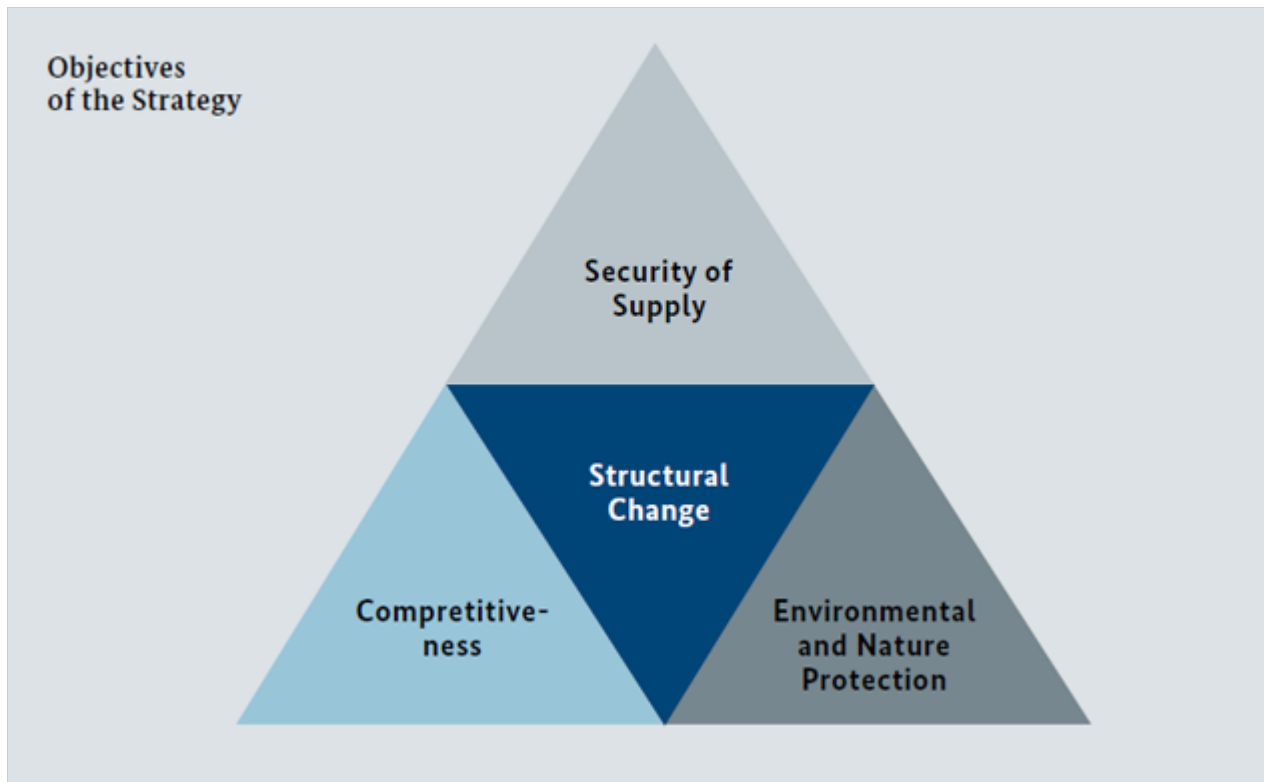 Objectives
of the Strategy
Security of
Supply
Structural
Change
Compretitive-
ness
Environmental
and Nature
Protection